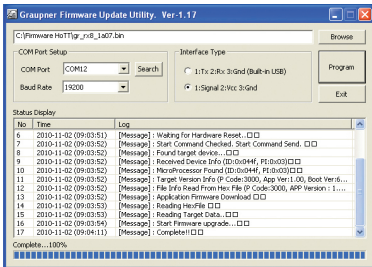 Graupner Firmware Update Utility. Ver-1.17
C:\Firmware HoTT\gr_rx8_1a07.bin
Browse
COM Port Setup
COM Port COM12 Search
Baud Rate 19200
Interface Type
1:Tx 2:Rx 3:Gnd (Built-in USB)
1:Signal 2:Vcc 3:Gnd
Program
Exit
Status Display
No Time Log
6 2010-11-02 (09:03:51) [Message] : Waiting for Hardware Reset..□□
7 2010-11-02 (09:03:52) [Message] : Start Command Checked. Start Command Send. □□
8 2010-11-02 (09:03:52) [Message] : Found target device...□□
9 2010-11-02 (09:03:52) [Message] : Received Device Info (ID:0x044f, PI:0x03)□□
10 2010-11-02 (09:03:52) [Message] : MicroProcessor Found (ID:0x044f, PI:0x03)□□
11 2010-11-02 (09:03:52) [Message] : Target Version Info (P Code:3000, App Ver:1.00, Boot Ver:6...
12 2010-11-02 (09:03:52) [Message] : File Info Read From Hex File (P Code:3000, APP Version : 1....
13 2010-11-02 (09:03:52) [Message] : Application Firmware Download □□
14 2010-11-02 (09:03:53) [Message] : Reading HexFile □□
15 2010-11-02 (09:03:53) [Message] : Reading Target Data..□□
16 2010-11-02 (09:03:54) [Message] : Start Firmware upgrade...□□
17 2010-11-02 (09:04:11) [Message] : Complete!!□□
Complete...100%